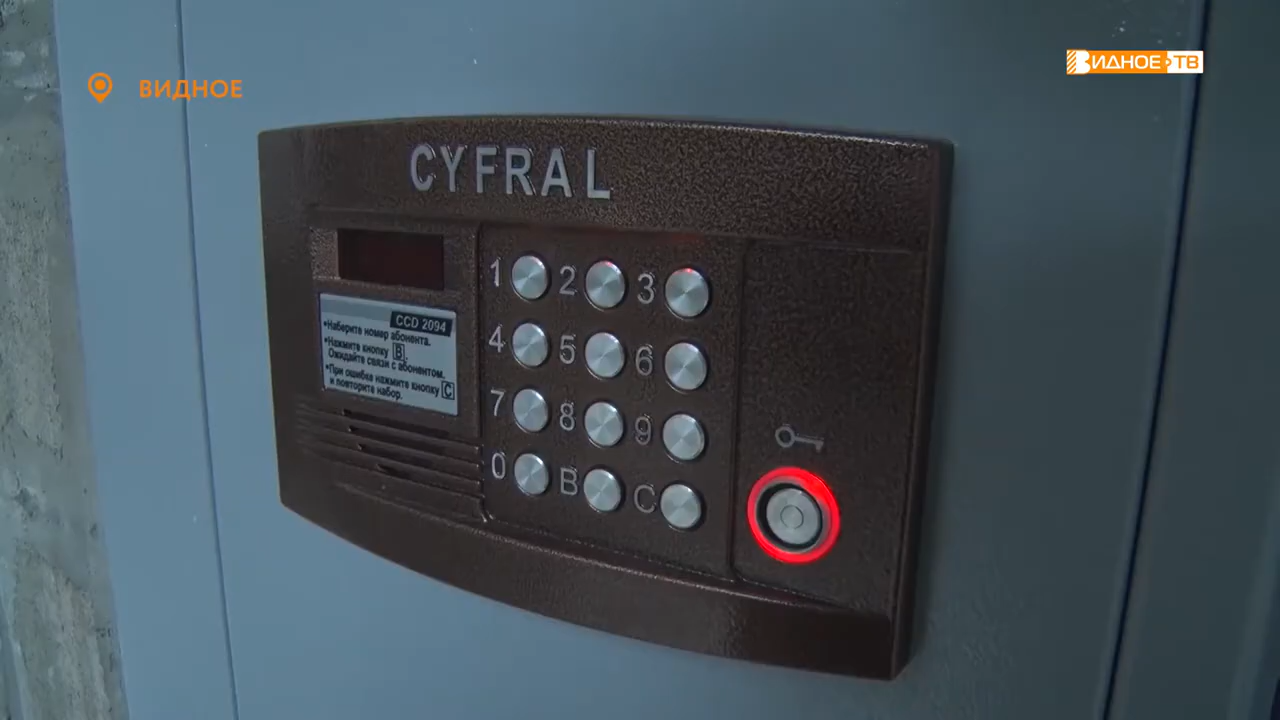 ВИДНОЕ
ВИДНОЕ ТВ
CYFRAL
CCD 2094
•Наберите номер абонента.
•Нажмите кнопку B.
Ожидайте связи с абонентом.
•При ошибке нажмите кнопку C
и повторите набор.
1 2 3
4 5 6
7 8 9
0 B C